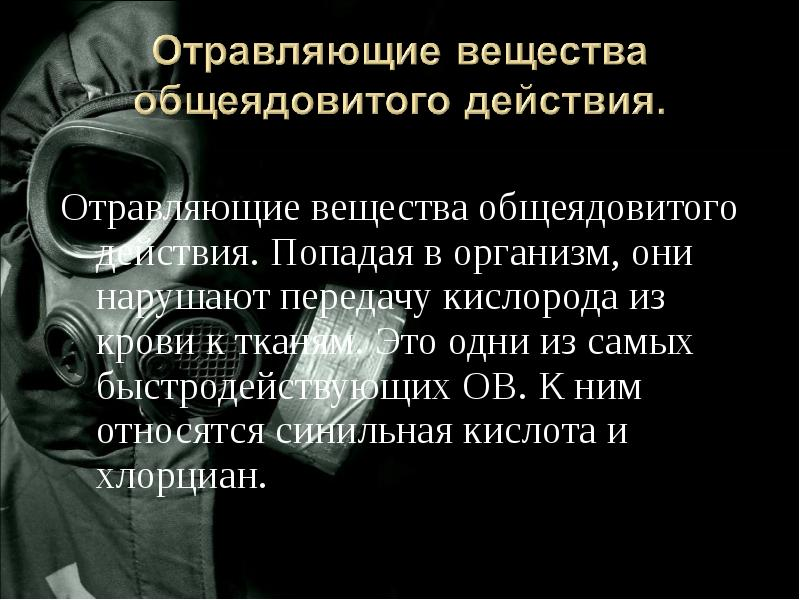 Отравляющие вещества
общеядовитого действия.
Отравляющие вещества общеядовитого
действия. Попадая в организм, они
нарушают передачу кислорода из
крови к тканям. Это одни из самых
быстродействующих ОВ. К ним
относятся синильная кислота и
хлорциан.